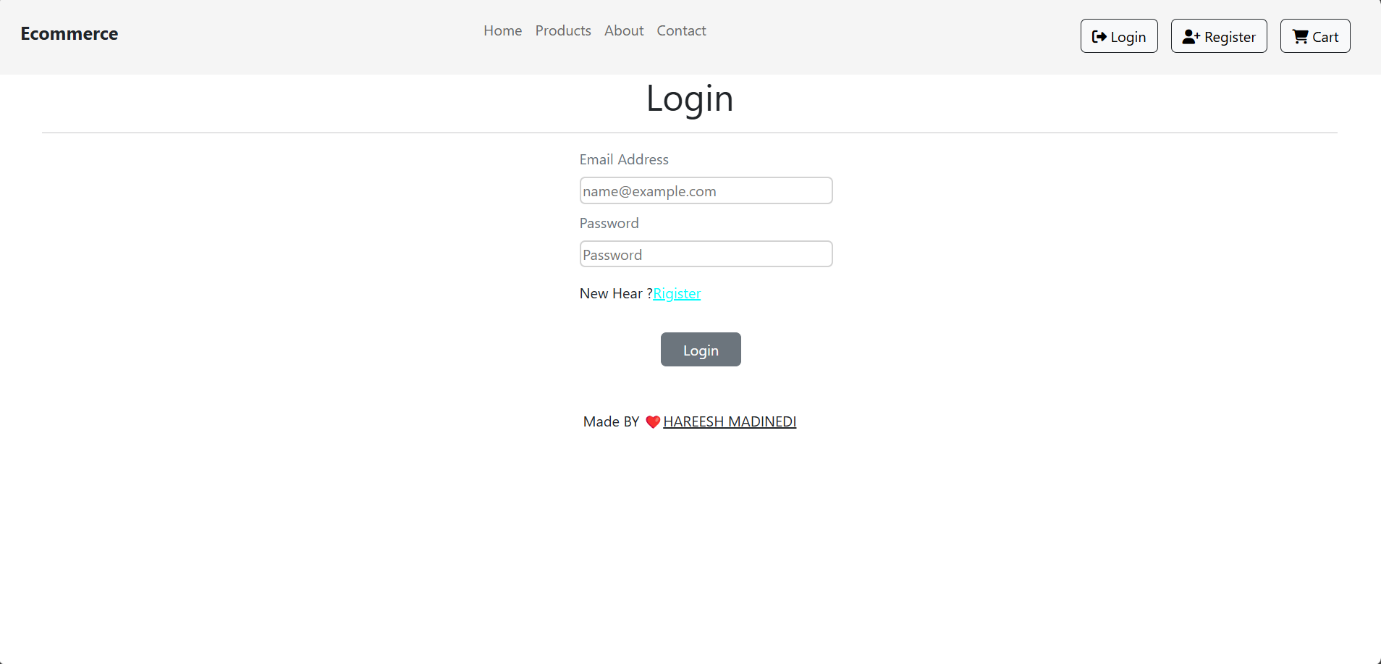 Ecommerce Home Products About Contact Login Register Cart
Login
Email Address
name@example.com
Password
Password
New Hear ?Rigister
Login
Made BY ❤️HAREESH MADINEDI